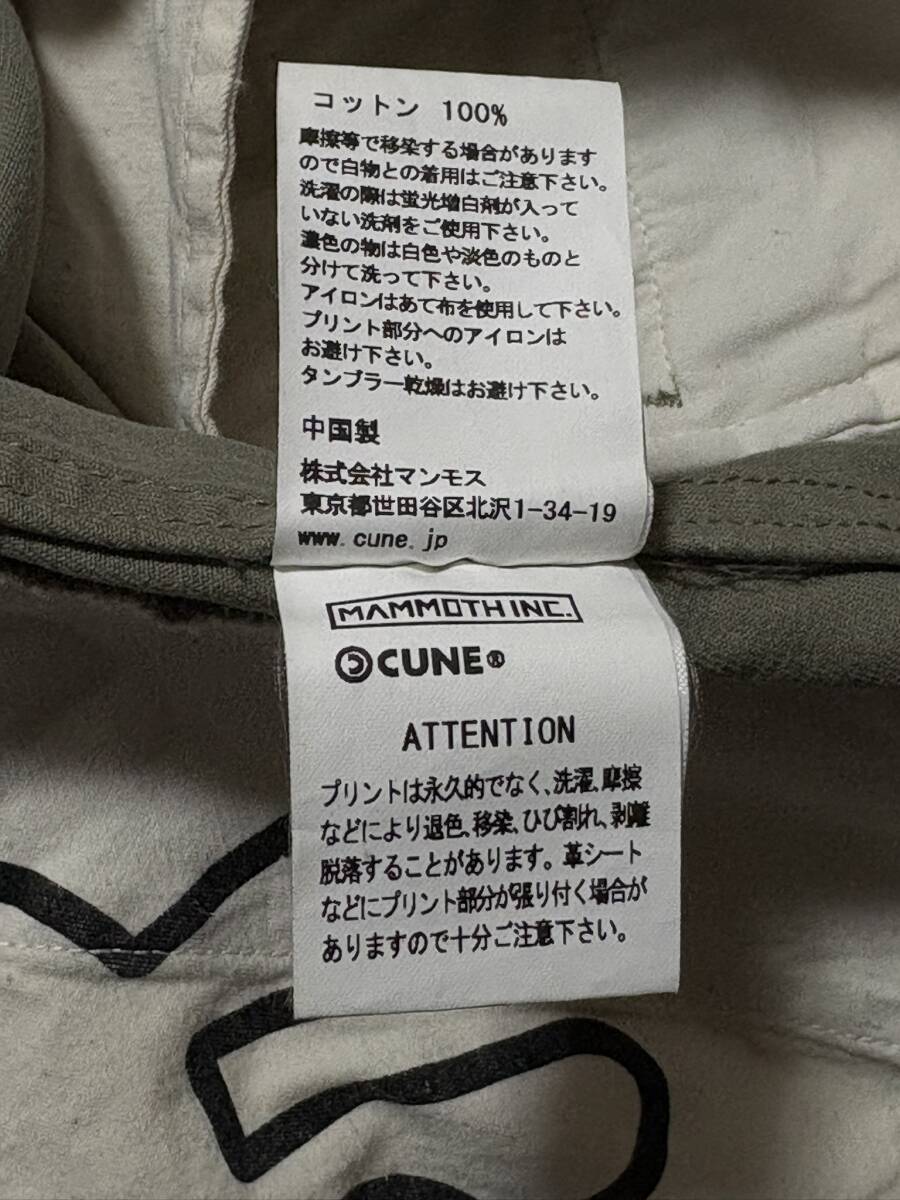 コットン 100%
摩擦等で移染する場合があります
ので白物との着用はご注意下さい。
洗濯の際は蛍光増白剤が入って
いない洗剤をご使用下さい。
濃色の物は白色や淡色のものと
分けて洗って下さい。
アイロンはあて布を使用して下さい。
プリント部分へのアイロンは
お避け下さい。
タンブラー乾燥はお避け下さい。
中国製
株式会社マンモス
東京都世田谷区北沢1-34-19
www.cune.jp
MAMMOTH INC.
CUNE®
ATTENTION
プリントは永久的でなく、洗濯、摩擦
などにより退色、移染、ひび割れ、剥離
脱落することがあります。革シート
などにプリント部分が張り付く場合が
ありますので十分ご注意下さい。